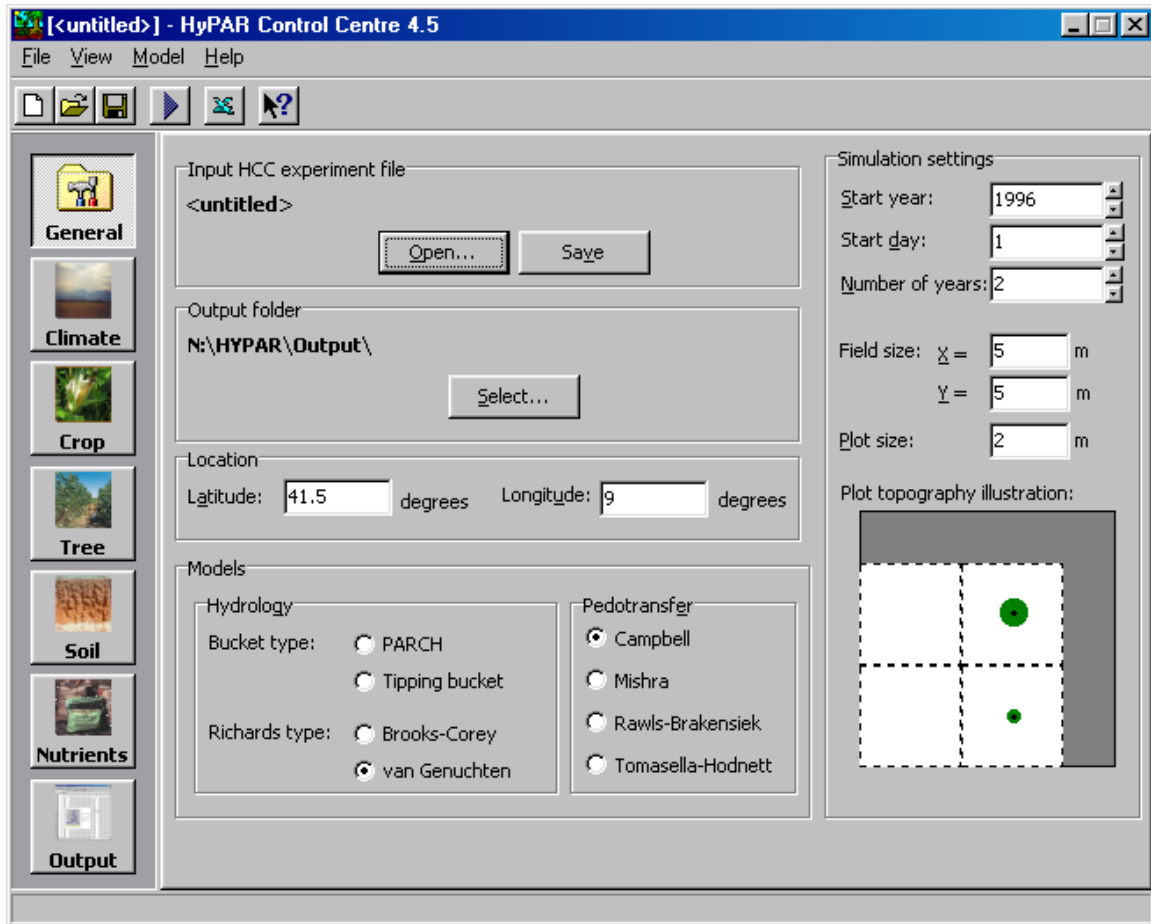 [<untitled>] - HyPAR Control Centre 4.5
File View Model Help
General
Climate
Crop
Tree
Soil
Nutrients
Output
Input HCC experiment file
<untitled>
Open...
Save
Output folder
N:\HYPAR\Output\
Select...
Location
Latitude: 41.5 degrees Longitude: 9 degrees
Models
Hydrology
Bucket type: PARCH
Tipping bucket
Richards type: Brooks-Corey
van Genuchten
Pedotransfer
Campbell
Mishra
Rawls-Brakensiek
Tomasella-Hodnett
Simulation settings
Start year: 1996
Start day: 1
Number of years: 2
Field size: X = 5 m
Y = 5 m
Plot size: 2 m
Plot topography illustration: